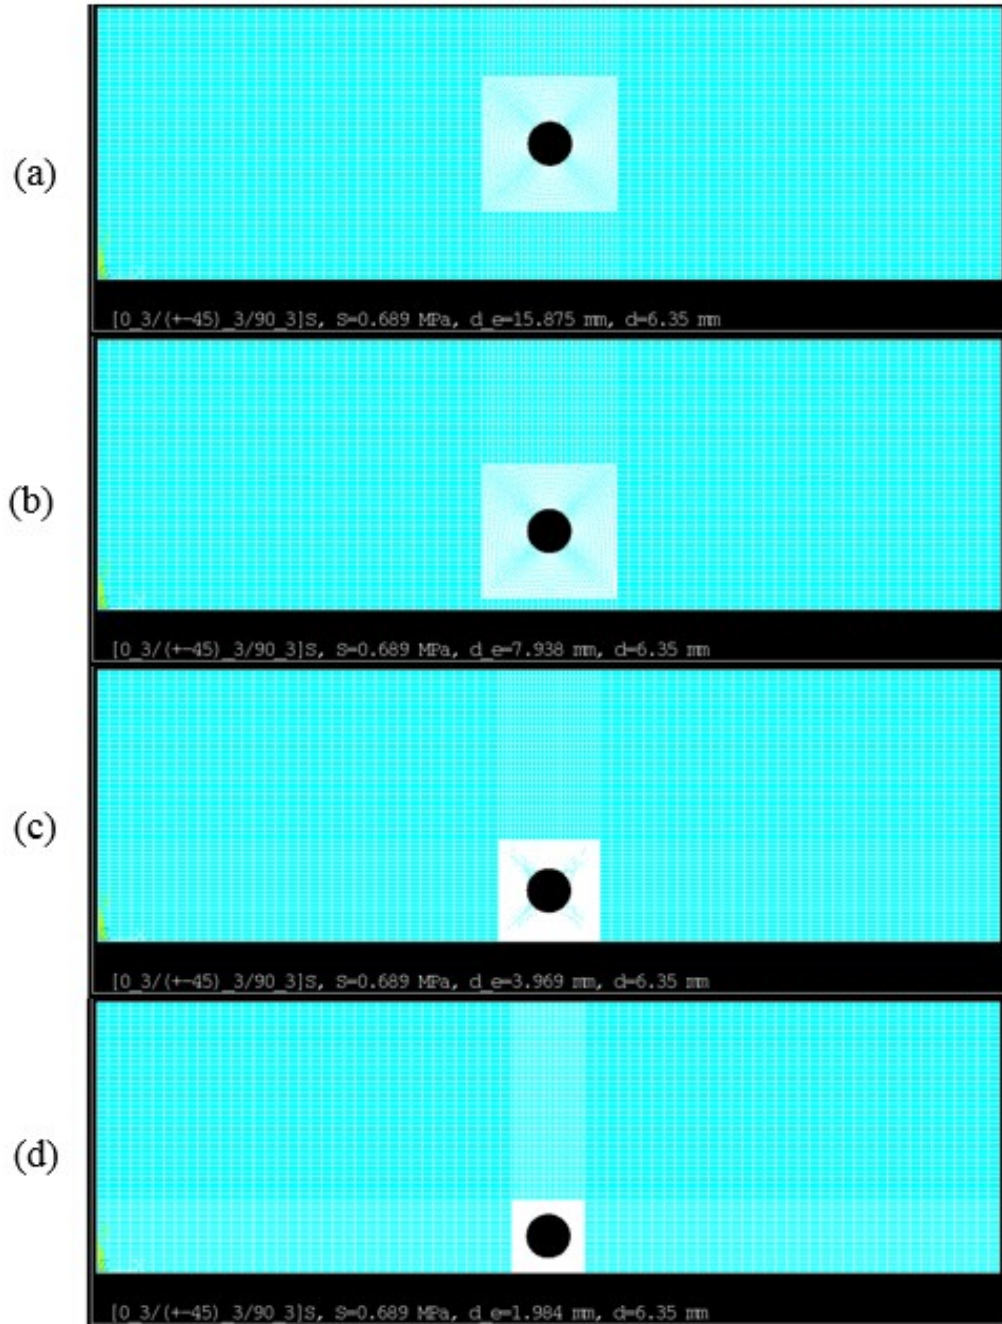 (a)
[0_3/(+-45)_3/90_3]S, S=0.689 MPa, d_e=15.875 mm, d=6.35 mm
(b)
[0_3/(+-45)_3/90_3]S, S=0.689 MPa, d_e=7.938 mm, d=6.35 mm
(c)
[0_3/(+-45)_3/90_3]S, S=0.689 MPa, d_e=3.969 mm, d=6.35 mm
(d)
[0_3/(+-45)_3/90_3]S, S=0.689 MPa, d_e=1.984 mm, d=6.35 mm